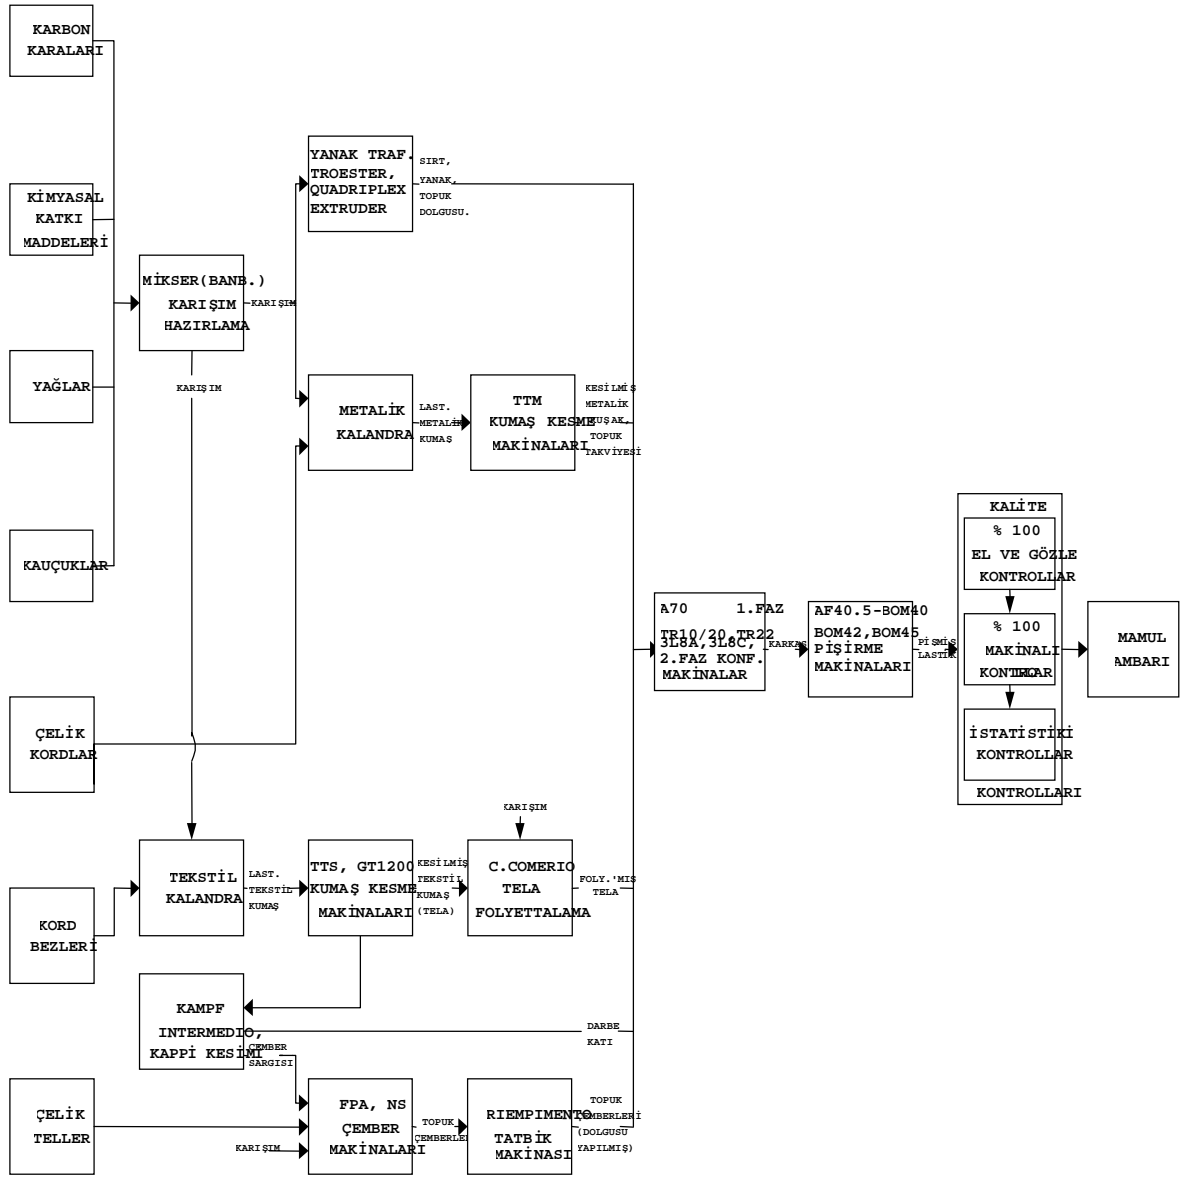 KARBON
KARALARI
KİMYASAL
KATKI
MADDELERİ
YAĞLAR
KAUÇUKLAR
ÇELİK
KORDLAR
KORD
BEZLERİ
ÇELİK
TELLER
MİKSER(BANB.)
KARIŞIM
HAZIRLAMA
KARIŞIM
KARIŞIM
YANAK TRAF.
TROESTER,
QUADRIPLEX
EXTRUDER
SIRT,
YANAK,
TOPUK
DOLGUSU.
METALİK
KALANDRA
LAST.
METALİK
KUMAŞ
TTM
KUMAŞ KESME
MAKİNALARI
KESİLMİŞ
METALİK
KUŞAK,
TOPUK
TAKVİYESİ
TEKSTİL
KALANDRA
LAST.
TEKSTİL
KUMAŞ
TTS, GT1200
KUMAŞ KESME
MAKİNALARI
KESİLMİŞ
TEKSTİL
KUMAŞ
(TELA)
KARIŞIM
C.COMERIO
TELA
FOLYETTALAMA
FOLY.'MIŞ
TELA
KAMPF
INTERMEDIO,
KAPPİ KESİMİ
ÇEMBER
SARGISI
DARBE
KATI
KARIŞIM
FPA, NS
ÇEMBER
MAKİNALARI
TOPUK
ÇEMBERLERİ
RIEMPIMENTO
TATBİK
MAKİNASI
TOPUK
ÇEMBERLERİ
(DOLGUSU
YAPILMIŞ)
A70 1.FAZ
TR10/20,TR22
3L8A,3L8C,
2.FAZ KONF.
MAKİNALAR
KARKAS
AF40.5-BOM40
BOM42,BOM45
PİŞİRME
MAKİNALARI
PİŞMİŞ
LASTİK
KALİTE
% 100
EL VE GÖZLE
KONTROLLAR
% 100
MAKİNALI
KONTROLLAR
İSTATİSTİKİ
KONTROLLAR
KONTROLLARI
MAMUL
AMBARI